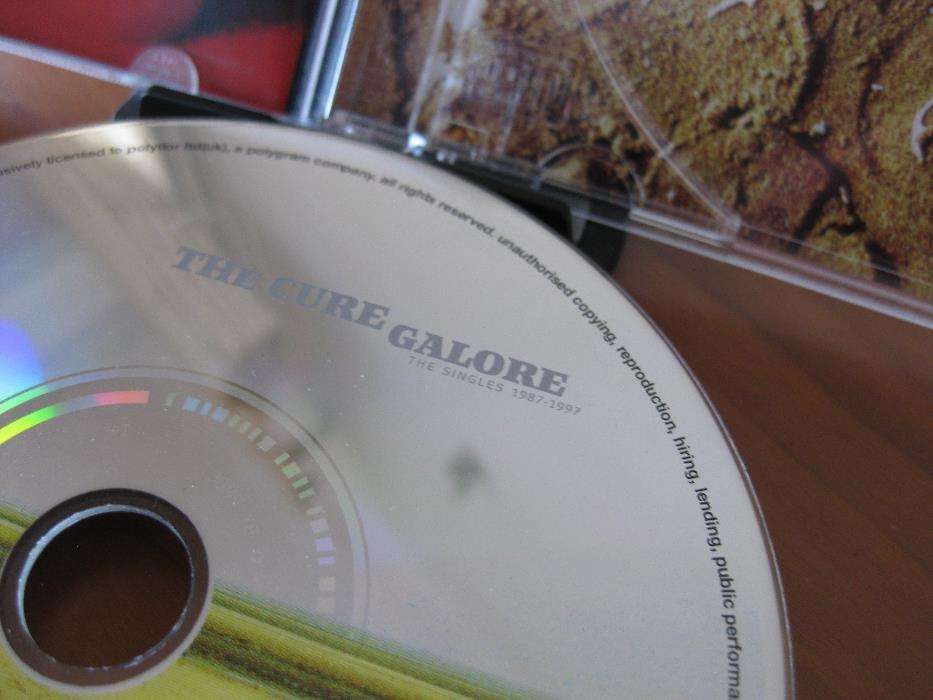 sively licensed to polydor ltd(uk), a polygram company. all rights reserved. unauthorised copying, reproduction, hiring, lending, public performa
THE CURE
GALORE
THE SINGLES 1987-1997